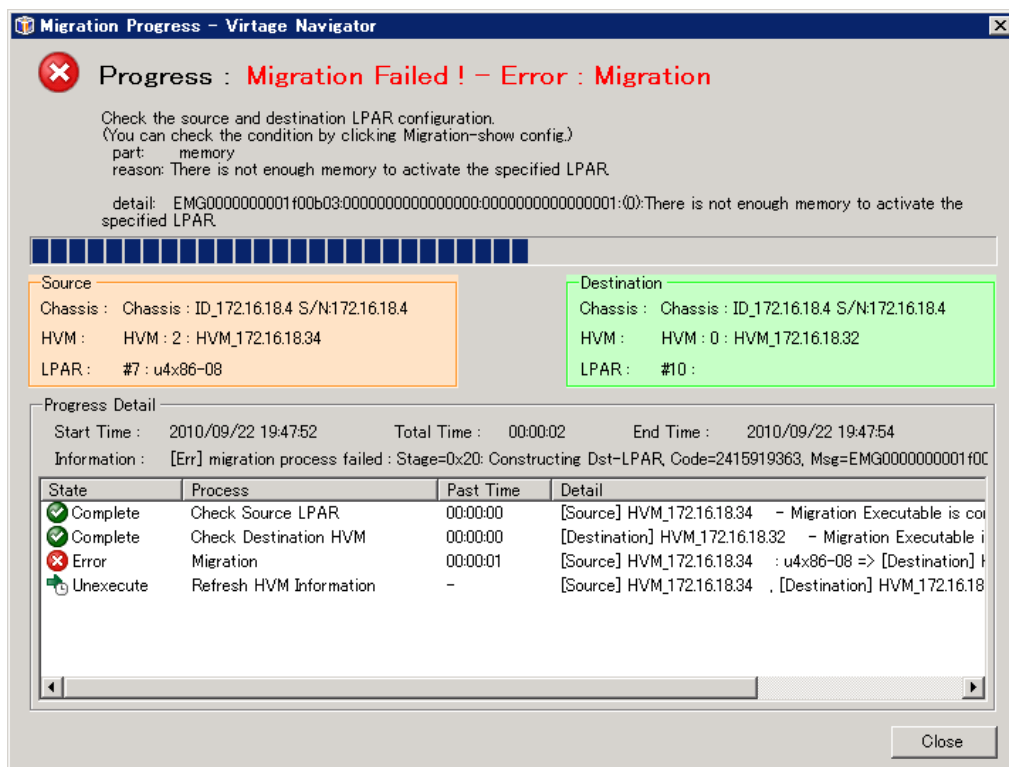 Migration Progress - Virtage Navigator
Progress : Migration Failed ! - Error : Migration
Check the source and destination LPAR configuration.
(You can check the condition by clicking Migration-show config.)
part: memory
reason: There is not enough memory to activate the specified LPAR.
detail: EMG0000000001f00b03:0000000000000000:0000000000000001:(0):There is not enough memory to activate the
specified LPAR.
Source
Chassis : Chassis : ID_172.16.18.4 S/N:172.16.18.4
HVM : HVM : 2 : HVM_172.16.18.34
LPAR : #7 : u4x86-08
Destination
Chassis : Chassis : ID_172.16.18.4 S/N:172.16.18.4
HVM : HVM : 0 : HVM_172.16.18.32
LPAR : #10 :
Progress Detail
Start Time : 2010/09/22 19:47:52 Total Time : 00:00:02 End Time : 2010/09/22 19:47:54
Information : [Err] migration process failed : Stage=0x20: Constructing Dst-LPAR, Code=2415919363, Msg=EMG0000000001f00
State Process Past Time Detail
Complete Check Source LPAR 00:00:00 [Source] HVM_172.16.18.34 - Migration Executable is
Complete Check Destination HVM 00:00:00 [Destination] HVM_172.16.18.32 - Migration Executable i
Error Migration 00:00:01 [Source] HVM_172.16.18.34 : u4x86-08 => [Destination]
Unexecute Refresh HVM Information - [Source] HVM_172.16.18.34 , [Destination] HVM_172.16.18
Close